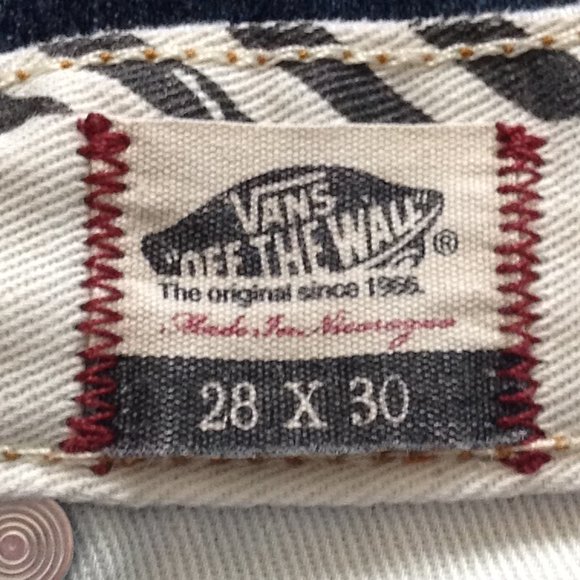 VANS
"OFF THE WALL"
®
The original since 1966.
Made In Nicaragua
28 X 30